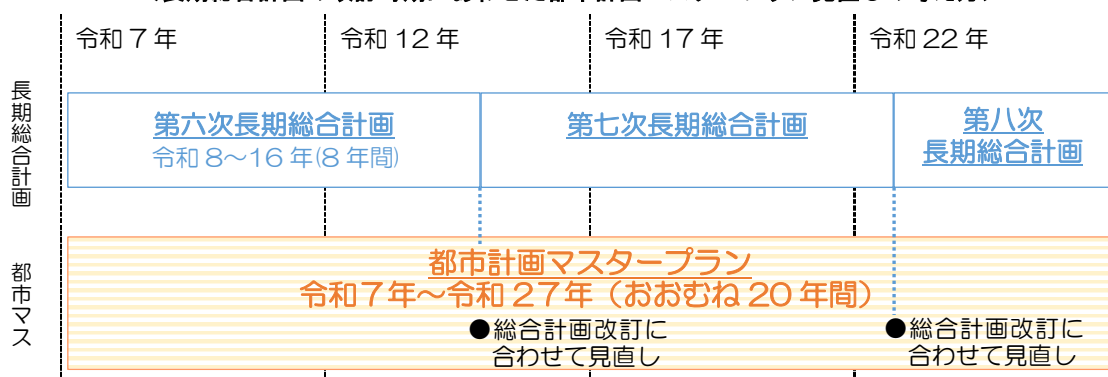 令和７年
令和 12 年
令和 17 年
令和 22 年
長期総合計画
第六次長期総合計画
令和 8～16 年(8 年間)
第七次長期総合計画
第八次
長期総合計画
都市マス
都市計画マスタープラン
令和７年～令和 27 年（おおむね 20 年間）
●総合計画改訂に
合わせて見直し
●総合計画改訂に
合わせて見直し